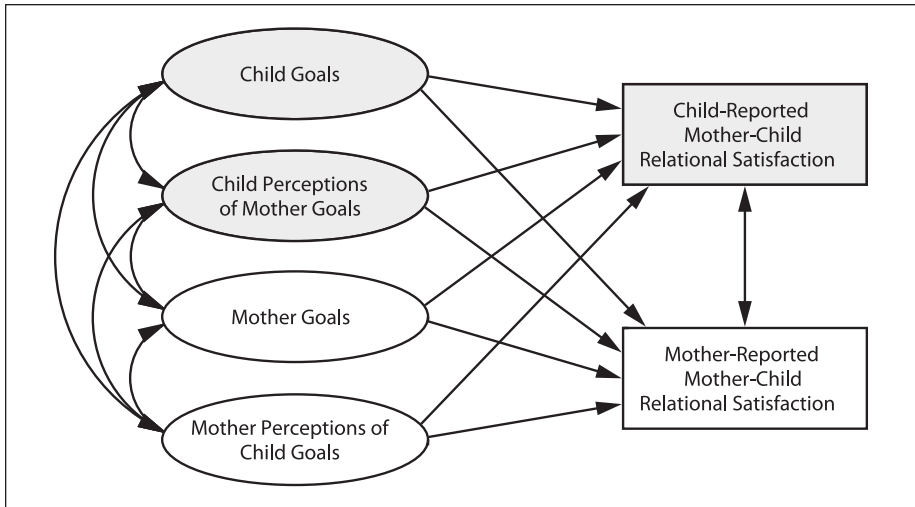 Child Goals
Child Perceptions
of Mother Goals
Mother Goals
Mother Perceptions of
Child Goals
Child-Reported
Mother-Child
Relational Satisfaction
Mother-Reported
Mother-Child
Relational Satisfaction